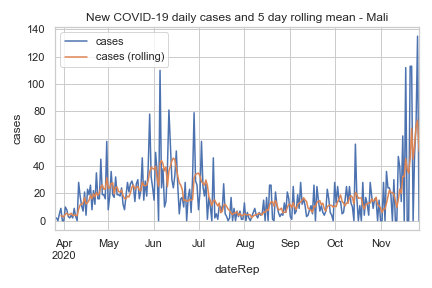 New COVID-19 daily cases and 5 day rolling mean - Mali
cases
cases (rolling)
140
120
100
80
60
40
20
0
cases
Apr May Jun Jul Aug Sep Oct Nov
2020
dateRep